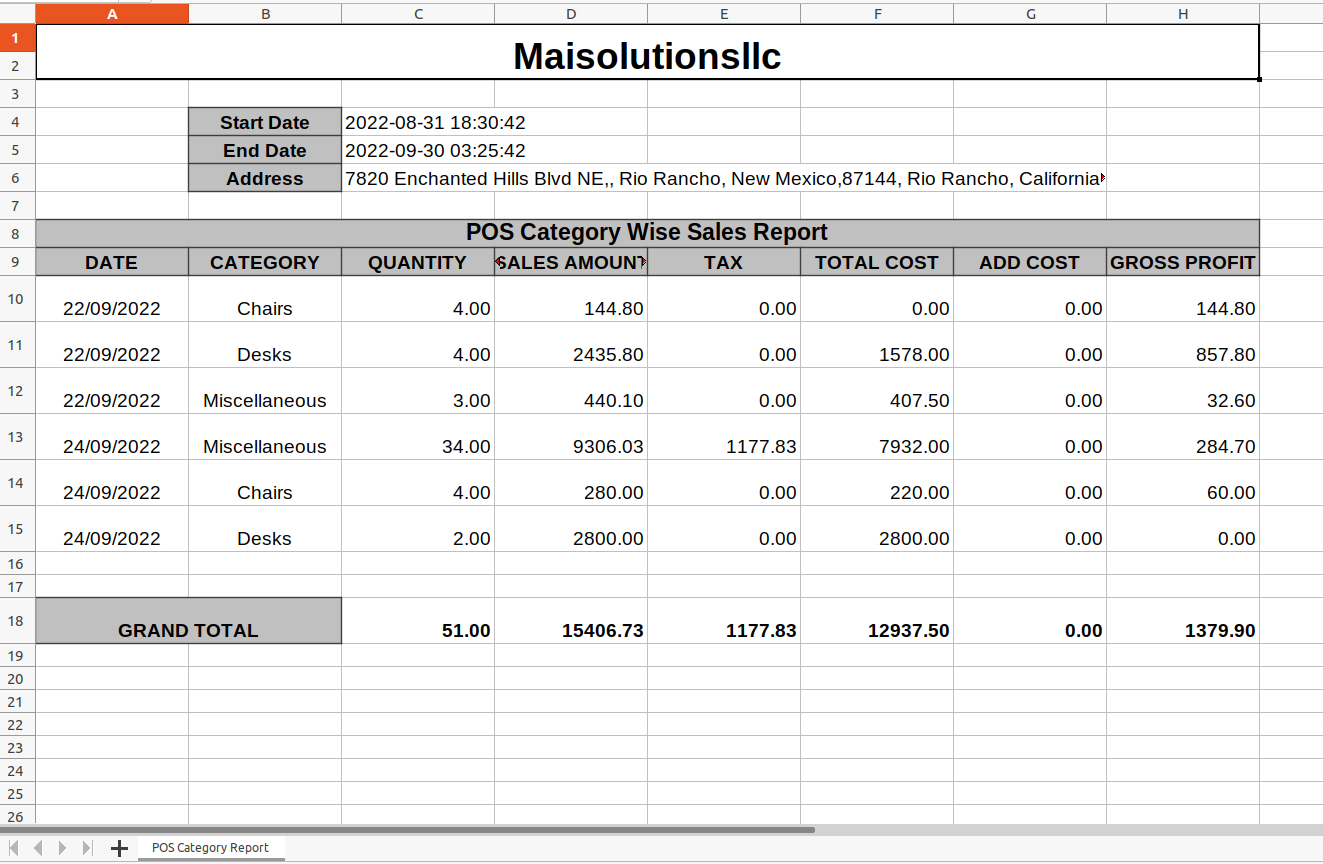 A B C D E F G H
1 Maisolutionsllc
2
3
4 Start Date 2022-08-31 18:30:42
5 End Date 2022-09-30 03:25:42
6 Address 7820 Enchanted Hills Blvd NE,, Rio Rancho, New Mexico,87144, Rio Rancho, California
7
8 POS Category Wise Sales Report
9 DATE CATEGORY QUANTITY SALES AMOUNT TAX TOTAL COST ADD COST GROSS PROFIT
10 22/09/2022 Chairs 4.00 144.80 0.00 0.00 0.00 144.80
11 22/09/2022 Desks 4.00 2435.80 0.00 1578.00 0.00 857.80
12 22/09/2022 Miscellaneous 3.00 440.10 0.00 407.50 0.00 32.60
13 24/09/2022 Miscellaneous 34.00 9306.03 1177.83 7932.00 0.00 284.70
14 24/09/2022 Chairs 4.00 280.00 0.00 220.00 0.00 60.00
15 24/09/2022 Desks 2.00 2800.00 0.00 2800.00 0.00 0.00
16
17
18 GRAND TOTAL 51.00 15406.73 1177.83 12937.50 0.00 1379.90
19
20
21
22
23
24
25
26
POS Category Report